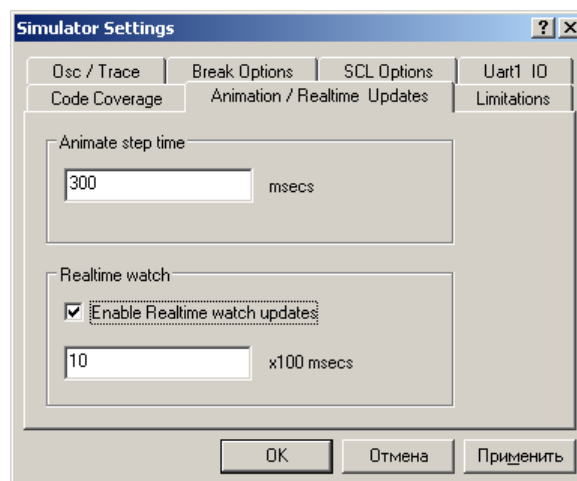 Simulator Settings
Osc / Trace Break Options SCL Options Uart1 IO
Code Coverage Animation / Realtime Updates Limitations
Animate step time
300 msecs
Realtime watch
Enable Realtime watch updates
10 x100 msecs
OK Отмена Применить